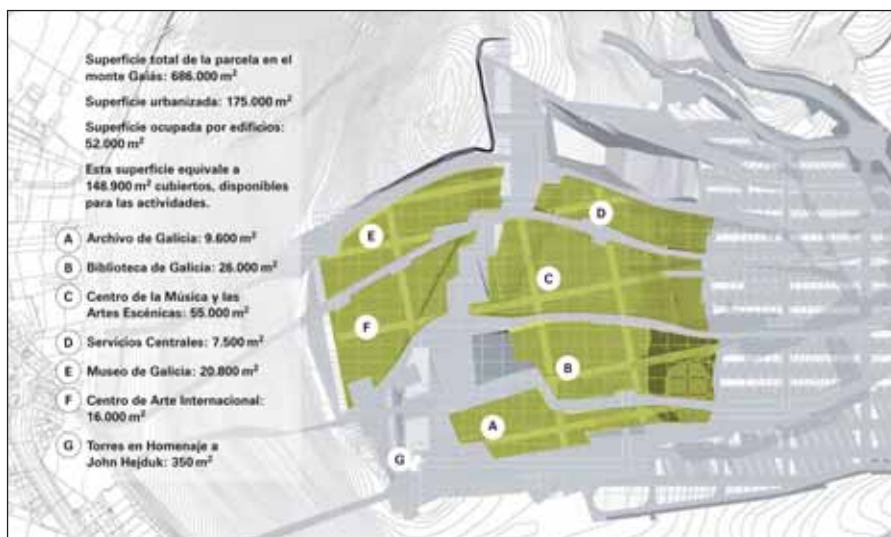 Superficie total de la parcela en el
monte Gaiás: 686.000 m²
Superficie urbanizada: 175.000 m²
Superficie ocupada por edificios:
52.000 m²
Esta superficie equivale a
148.900 m² cubiertos, disponibles
para las actividades.
A Archivo de Galicia: 9.600 m²
B Biblioteca de Galicia: 26.000 m²
C Centro de la Música y las
Artes Escénicas: 55.000 m²
D Servicios Centrales: 7.500 m²
E Museo de Galicia: 20.800 m²
F Centro de Arte Internacional:
16.000 m²
G Torres en Homenaje a
John Hejduk: 350 m²
D
E
C
F
B
A
G